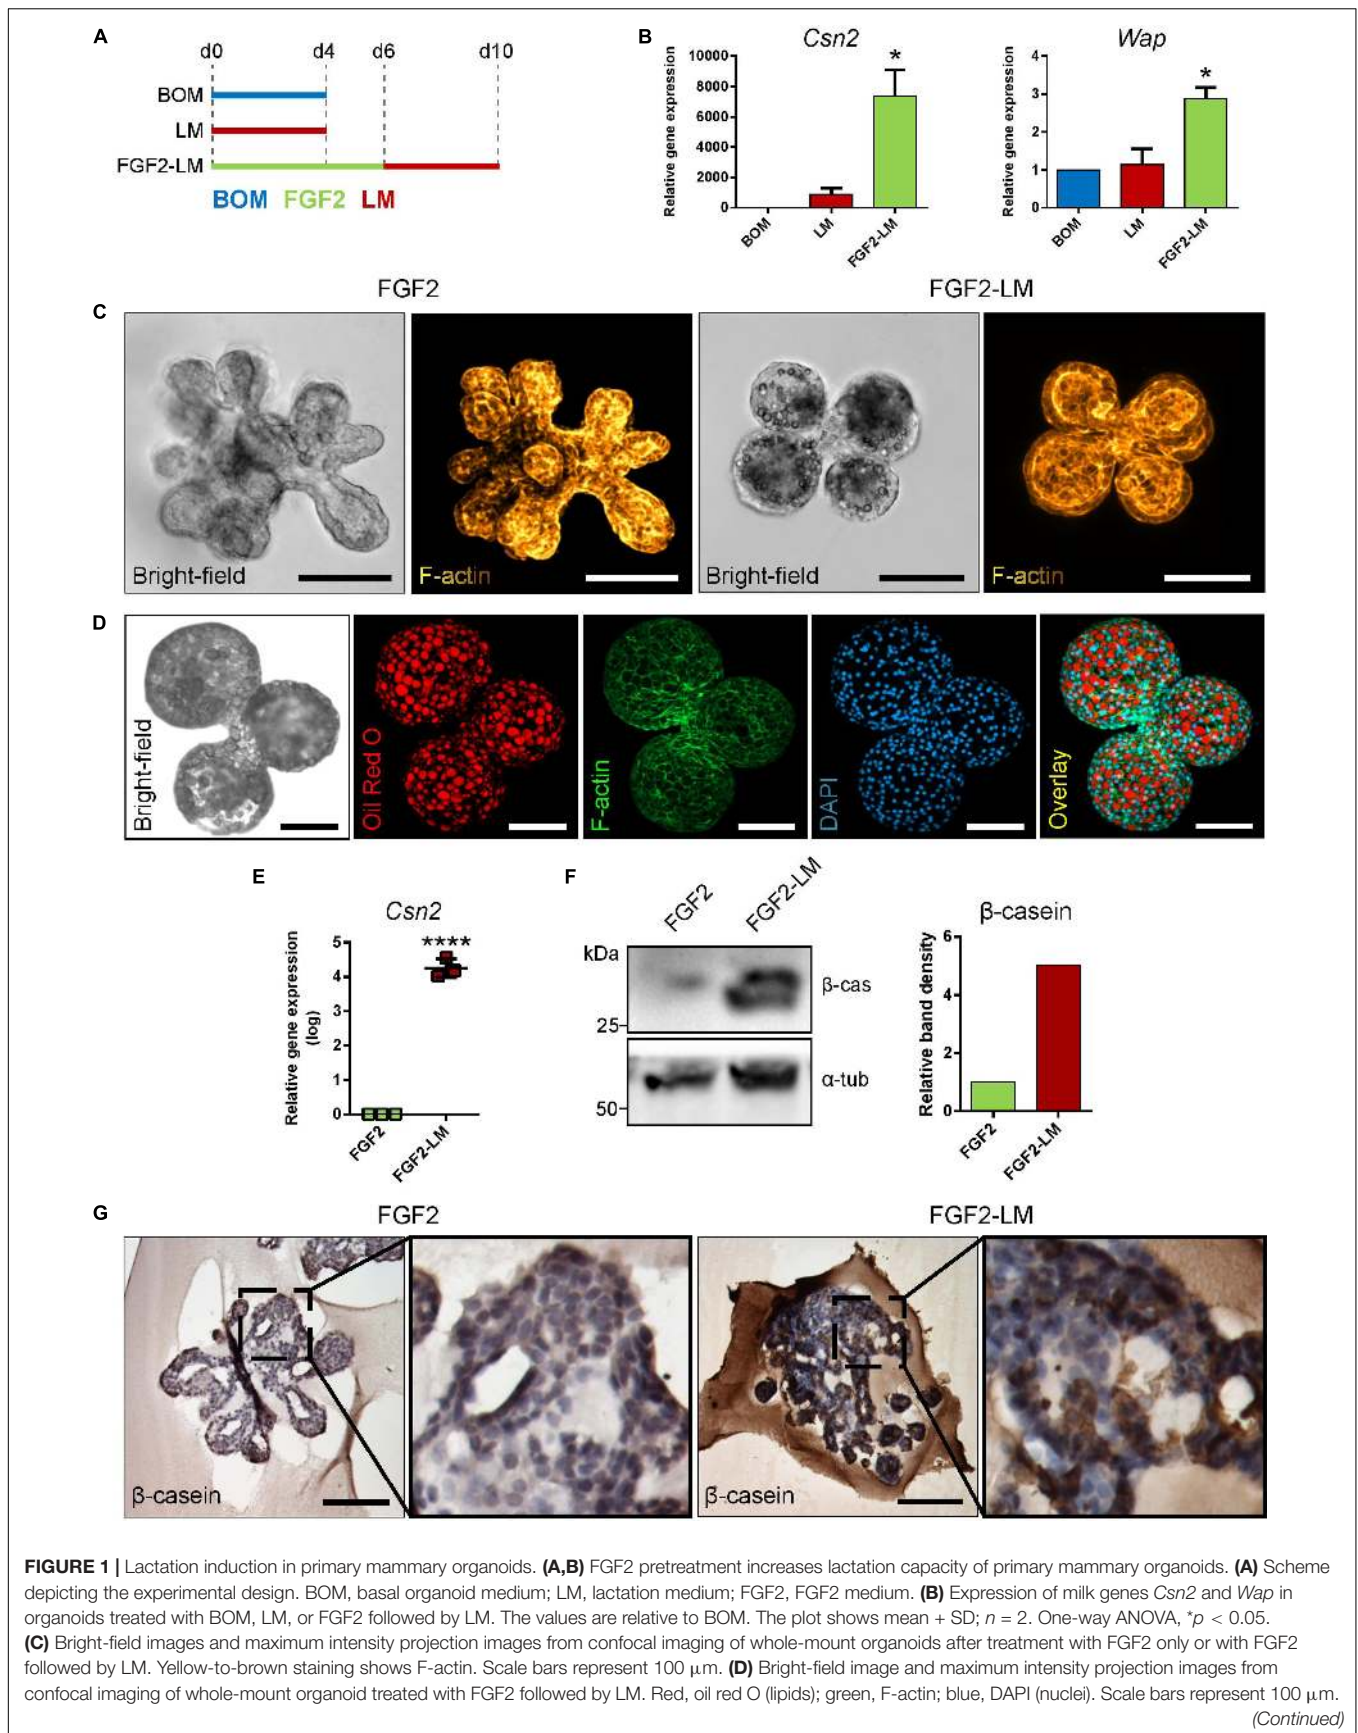 A
d0 d4 d6 d10
BOM
LM
FGF2-LM
BOM FGF2 LM
B
Csn2
Relative gene expression
10000
8000
6000
4000
2000
0
*
BOM LM FGF2-LM
Wap
Relative gene expression
4
3
2
1
0
*
BOM LM FGF2-LM
FGF2 FGF2-LM
C
Bright-field F-actin Bright-field F-actin
D
Bright-field Oil Red O F-actin DAPI Overlay
E
Csn2
Relative gene expression
(log)
5
4
3
2
1
0
****
FGF2 FGF2-LM
F
FGF2 FGF2-LM
kDa
β-cas
25
α-tub
50
β-casein
Relative band density
6
4
2
0
FGF2 FGF2-LM
G
FGF2 FGF2-LM
β-casein β-casein
FIGURE 1 | Lactation induction in primary mammary organoids. (A,B) FGF2 pretreatment increases lactation capacity of primary mammary organoids. (A) Scheme
depicting the experimental design. BOM, basal organoid medium; LM, lactation medium; FGF2, FGF2 medium. (B) Expression of milk genes Csn2 and Wap in
organoids treated with BOM, LM, or FGF2 followed by LM. The values are relative to BOM. The plot shows mean + SD; n = 2. One-way ANOVA, *p < 0.05.
(C) Bright-field images and maximum intensity projection images from confocal imaging of whole-mount organoids after treatment with FGF2 only or with FGF2
followed by LM. Yellow-to-brown staining shows F-actin. Scale bars represent 100 μm. (D) Bright-field image and maximum intensity projection images from
confocal imaging of whole-mount organoid treated with FGF2 followed by LM. Red, oil red O (lipids); green, F-actin; blue, DAPI (nuclei). Scale bars represent 100 μm.
(Continued)